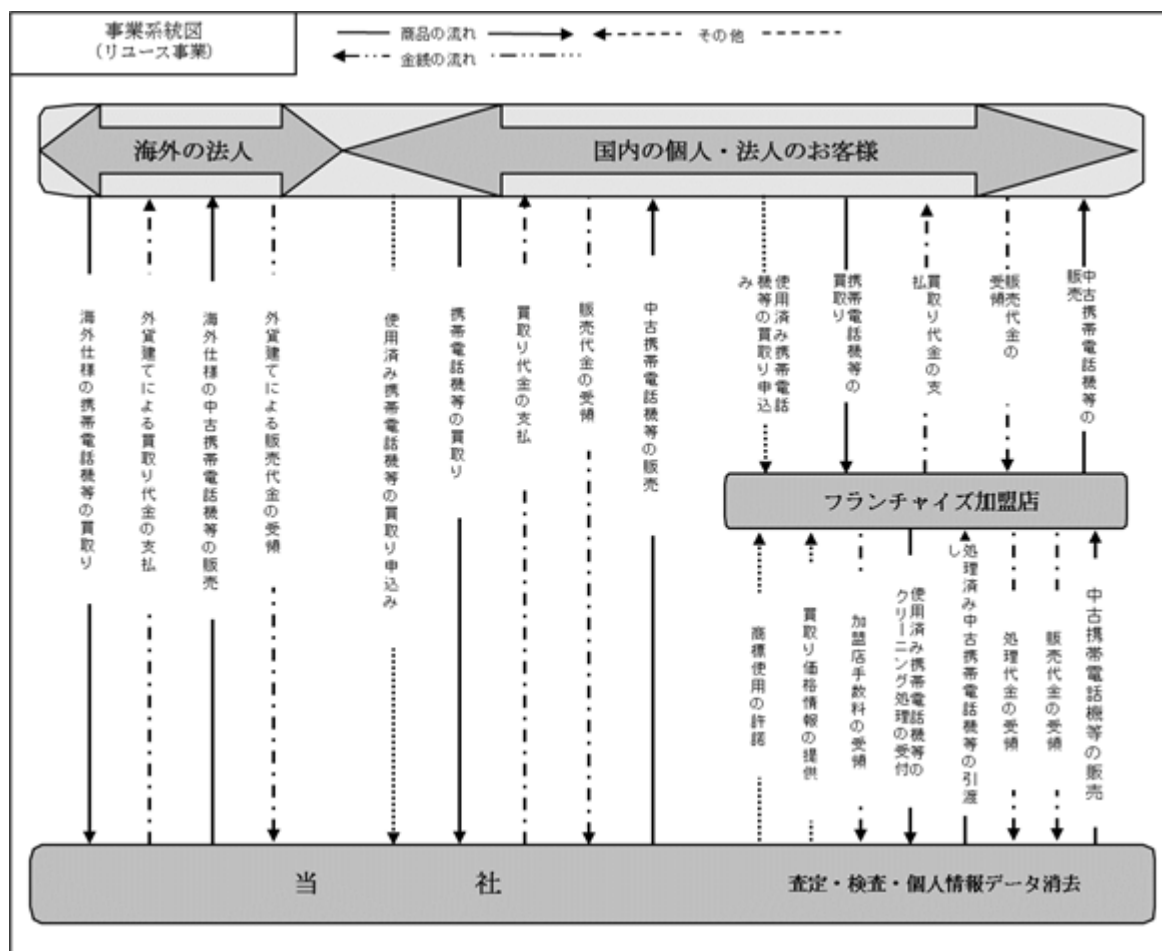 事業系統図
(リユース事業)
商品の流れ
その他
金銭の流れ
海外の法人
国内の個人・法人のお客様
海外仕様の携帯電話機等の買取り
外貨建てによる買取り代金の支払
海外仕様の中古携帯電話機等の販売
外貨建てによる販売代金の受領
使用済み携帯電話機等の買取り申込み
携帯電話機等の買取り
買取り代金の支払
販売代金の受領
中古携帯電話機等の販売
使用済み携帯電話
機等の買取り申込
み
携帯電話機等の
買取り
買取り代金の支
払
販売代金の
受領
中古携帯電話機等の
販売
フランチャイズ加盟店
商標使用の許諾
買取り価格情報の提供
加盟店手数料の受領
使用済み携帯電話機等の
クリーニング処理の受付
処理済み中古携帯電話機等の引渡
し
処理代金の受領
販売代金の受領
中古携帯電話機等の販売
当 社
査定・検査・個人情報データ消去